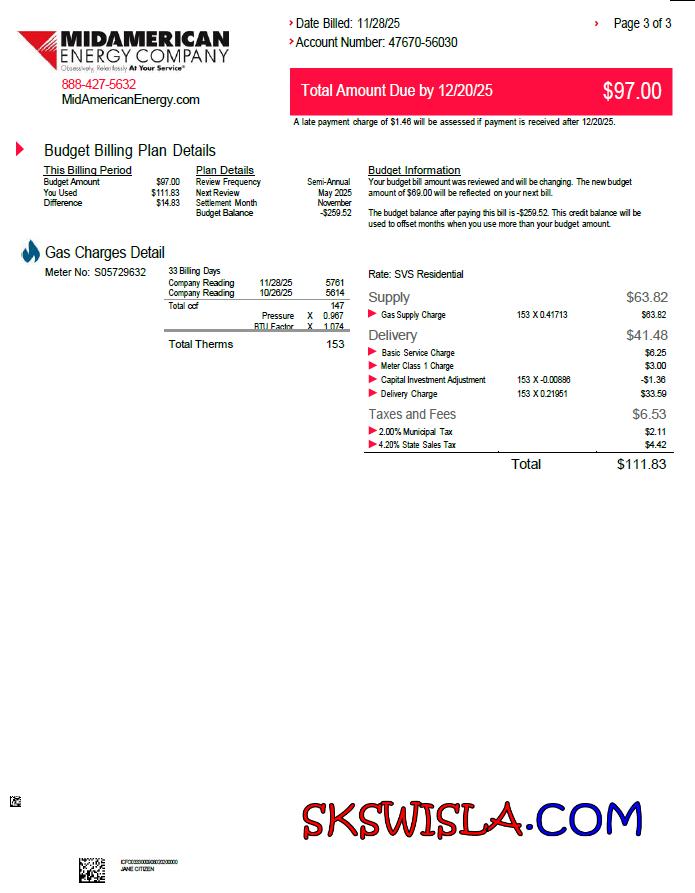 MIDAMERICAN
ENERGY COMPANY
Obsessively, Relentlessly At Your Service®
888-427-5632
MidAmericanEnergy.com
Date Billed: 11/28/25
Page 3 of 3
Account Number: 47670-56030
Total Amount Due by 12/20/25 $97.00
A late payment charge of $1.46 will be assessed if payment is received after 12/20/25.
Budget Billing Plan Details
This Billing Period
Budget Amount $97.00
You Used $111.83
Difference $14.83
Plan Details
Review Frequency Semi-Annual
Next Review May 2025
Settlement Month November
Budget Balance -$259.52
Budget Information
Your budget bill amount was reviewed and will be changing. The new budget
amount of $69.00 will be reflected on your next bill.
The budget balance after paying this bill is -$259.52. This credit balance will be
used to offset months when you use more than your budget amount.
Gas Charges Detail
Meter No: S05729632
33 Billing Days
Company Reading 11/28/25 5761
Company Reading 10/26/25 5614
Total ccf 147
Pressure X 0.967
BTU Factor X 1.074
Total Therms 153
Rate: SVS Residential
Supply $63.82
Gas Supply Charge 153 X 0.41713 $63.82
Delivery $41.48
Basic Service Charge $6.25
Meter Class 1 Charge $3.00
Capital Investment Adjustment 153 X -0.00886 -$1.36
Delivery Charge 153 X 0.21951 $33.59
Taxes and Fees $6.53
2.00% Municipal Tax $2.11
4.20% State Sales Tax $4.42
Total $111.83
SKSWISLA.COM
JANE CITIZEN